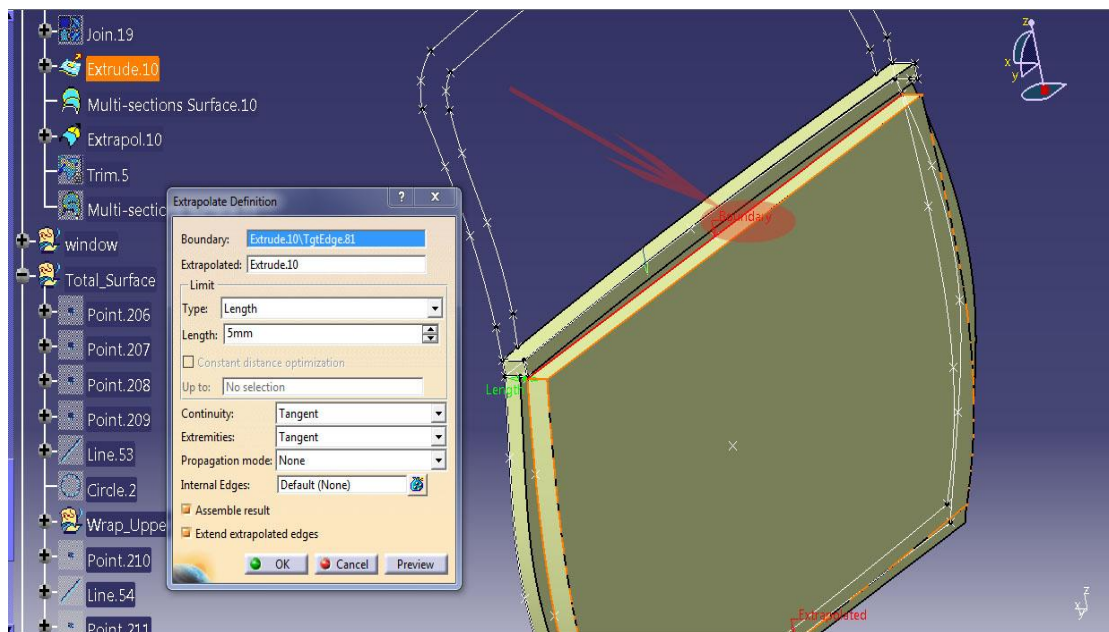 Join.19
Extrude.10
Multi-sections Surface.10
Extrapol.10
Trim.5
Multi-sectio
window
Total_Surface
Point.206
Point.207
Point.208
Point.209
Line.53
Circle.2
Wrap_Uppe
Point.210
Line.54
Point.211
Extrapolate Definition
? X
Boundary: Extrude.10\TgtEdge.81
Extrapolated: Extrude.10
Limit
Type: Length
Length: 5mm
Constant distance optimization
Up to: No selection
Continuity: Tangent
Extremities: Tangent
Propagation mode: None
Internal Edges: Default (None)
Assemble result
Extend extrapolated edges
OK Cancel Preview
Boundary
Length
Extrapolated
z
x
y
z
y